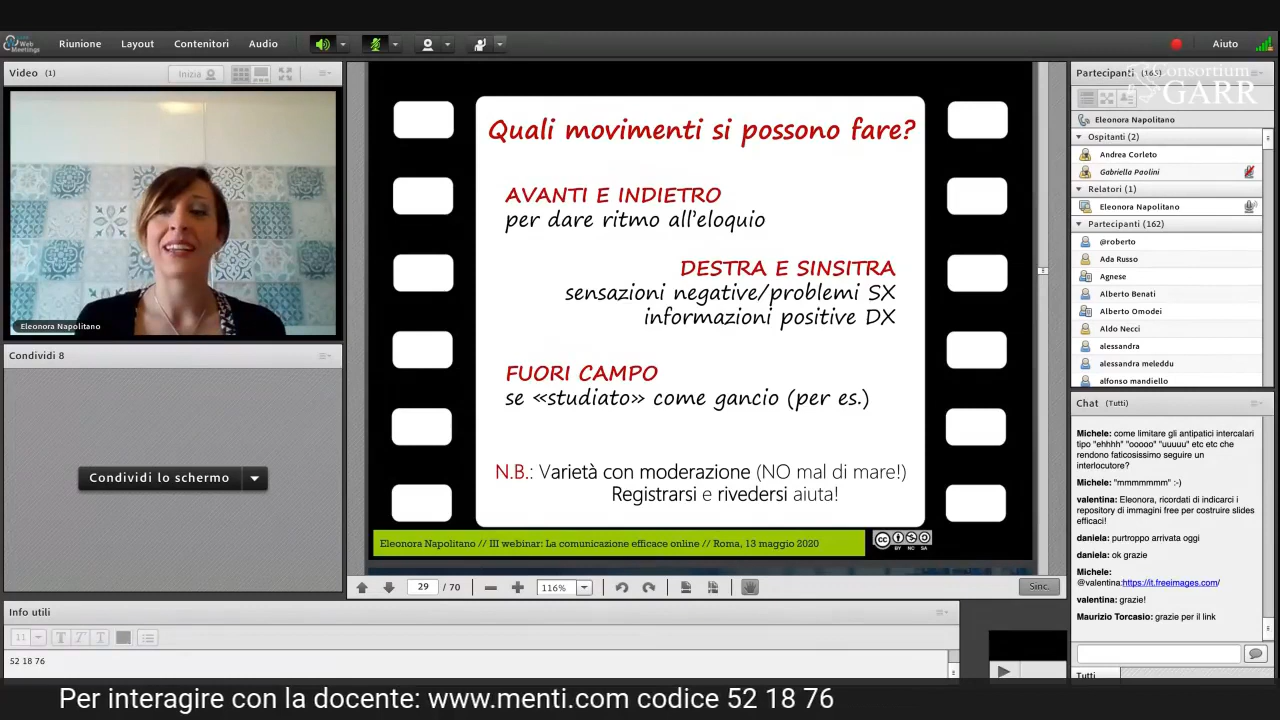 Web
Meetings
Riunione
Layout
Contenitori
Audio
Aiuto
Video (1)
Inizia
Eleonora Napolitano
Condividi 8
Condividi lo schermo
Quali movimenti si possono fare?
AVANTI E INDIETRO
per dare ritmo all'eloquio
DESTRA E SINSITRA
sensazioni negative/problemi SX
informazioni positive DX
FUORI CAMPO
se «studiato» come gancio (per es.)
N.B.: Varietà con moderazione (NO mal di mare!)
Registrarsi e rivedersi aiuta!
Eleonora Napolitano // III webinar: La comunicazione efficace online // Roma, 13 maggio 2020
CC BY NC SA
29 / 70
116%
Sinc.
Partecipanti
Consortium
GARR
Eleonora Napolitano
Ospitanti (2)
Andrea Corleto
Gabriella Paolini
Relatori (1)
Eleonora Napolitano
Partecipanti (162)
@roberto
Ada Russo
Agnese
Alberto Benati
Alberto Omodei
Aldo Necci
alessandra
alessandra meleddu
alfonso mandiello
Chat (Tutti)
Michele: come limitare gli antipatici intercalari
tipo "ehhhh" "ooooo" "uuuuu" etc etc che
rendono faticosissimo seguire un
interlocutore?
Michele: "mmmmmmm" :-)
valentina: Eleonora, ricordati di indicarci i
repository di immagini free per costruire slides
efficaci!
daniela: purtroppo arrivata oggi
daniela: ok grazie
Michele:
@valentina:https://it.freeimages.com/
valentina: grazie!
Maurizio Torcasio: grazie per il link
Tutti
Info utili
11
52 18 76
Per interagire con la docente: www.menti.com codice 52 18 76